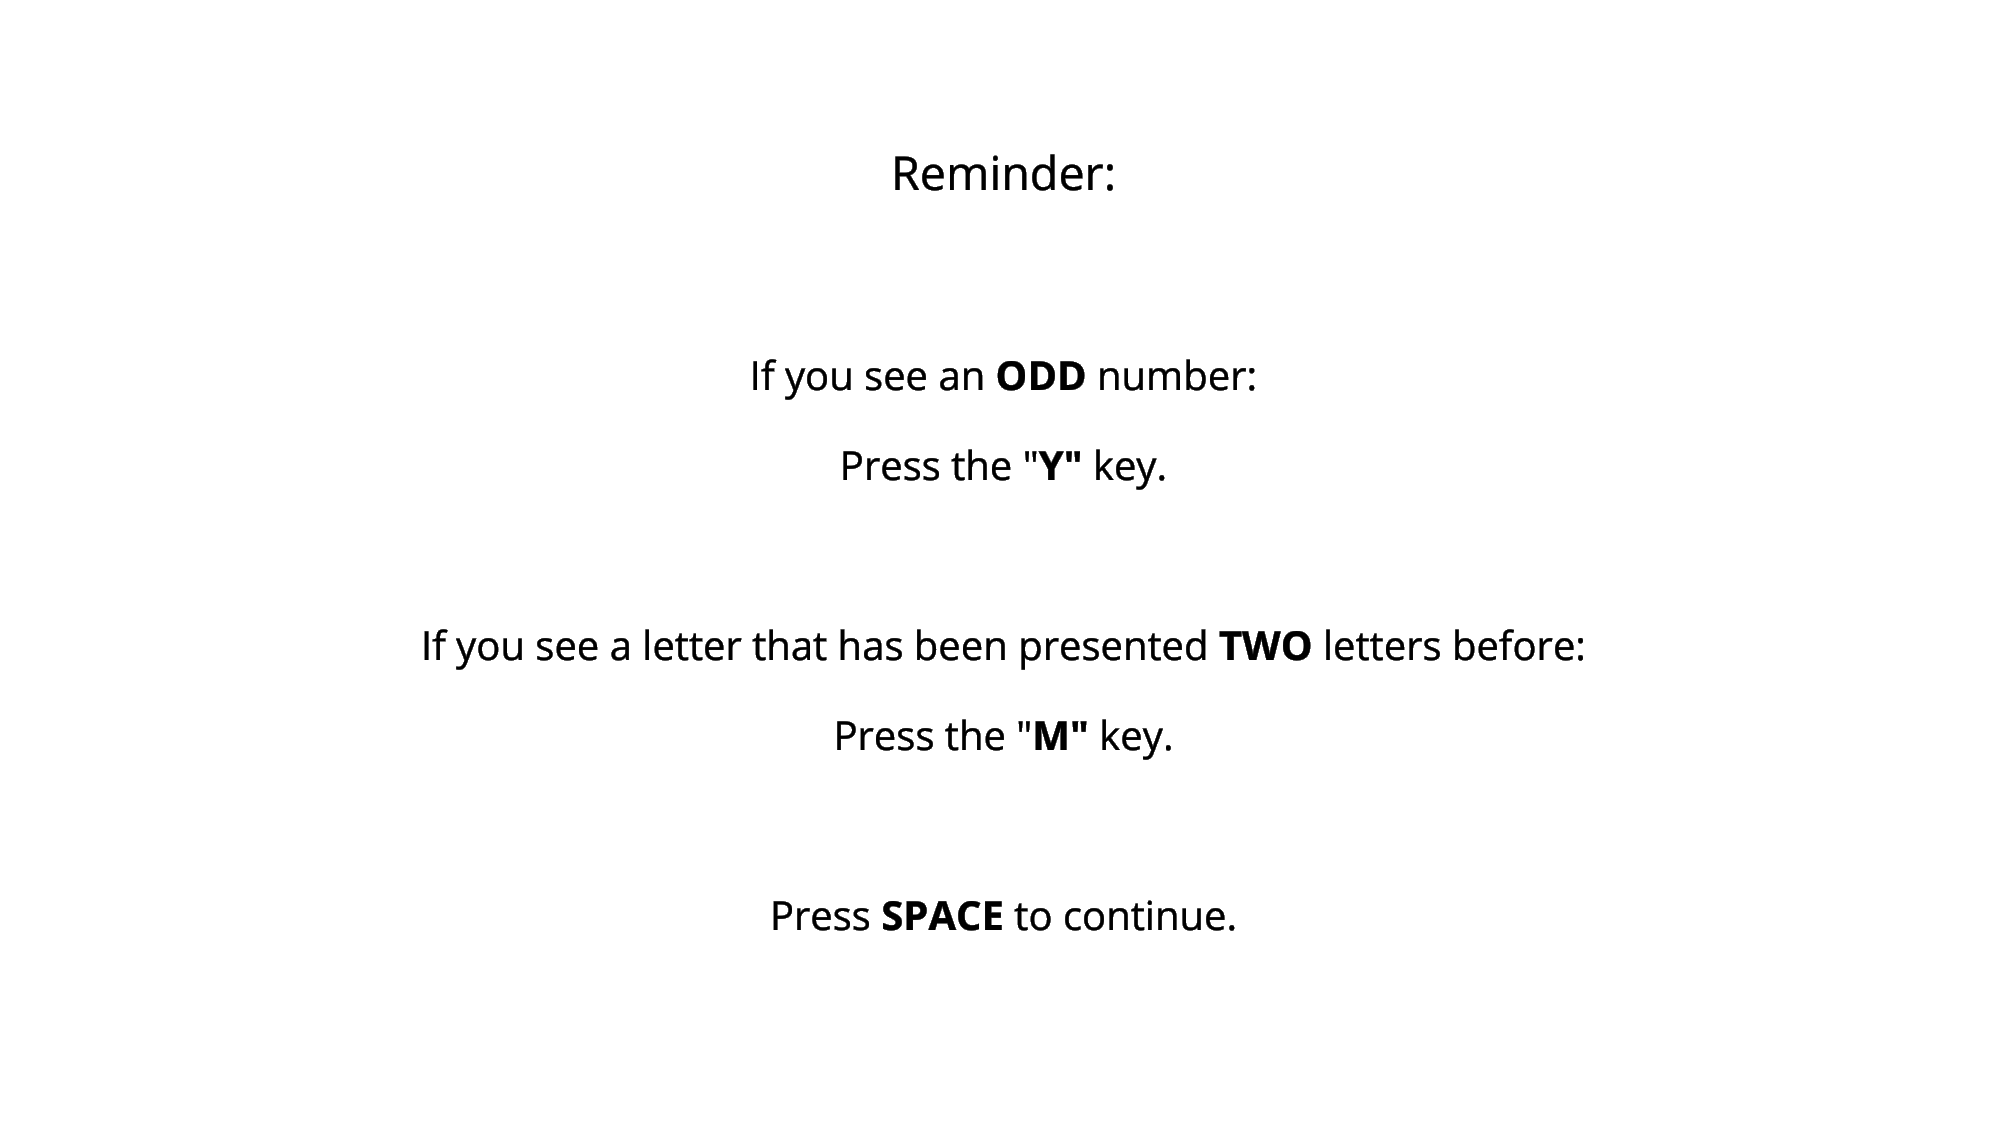 Reminder:
If you see an ODD number:
Press the "Y" key.
If you see a letter that has been presented TWO letters before:
Press the "M" key.
Press SPACE to continue.